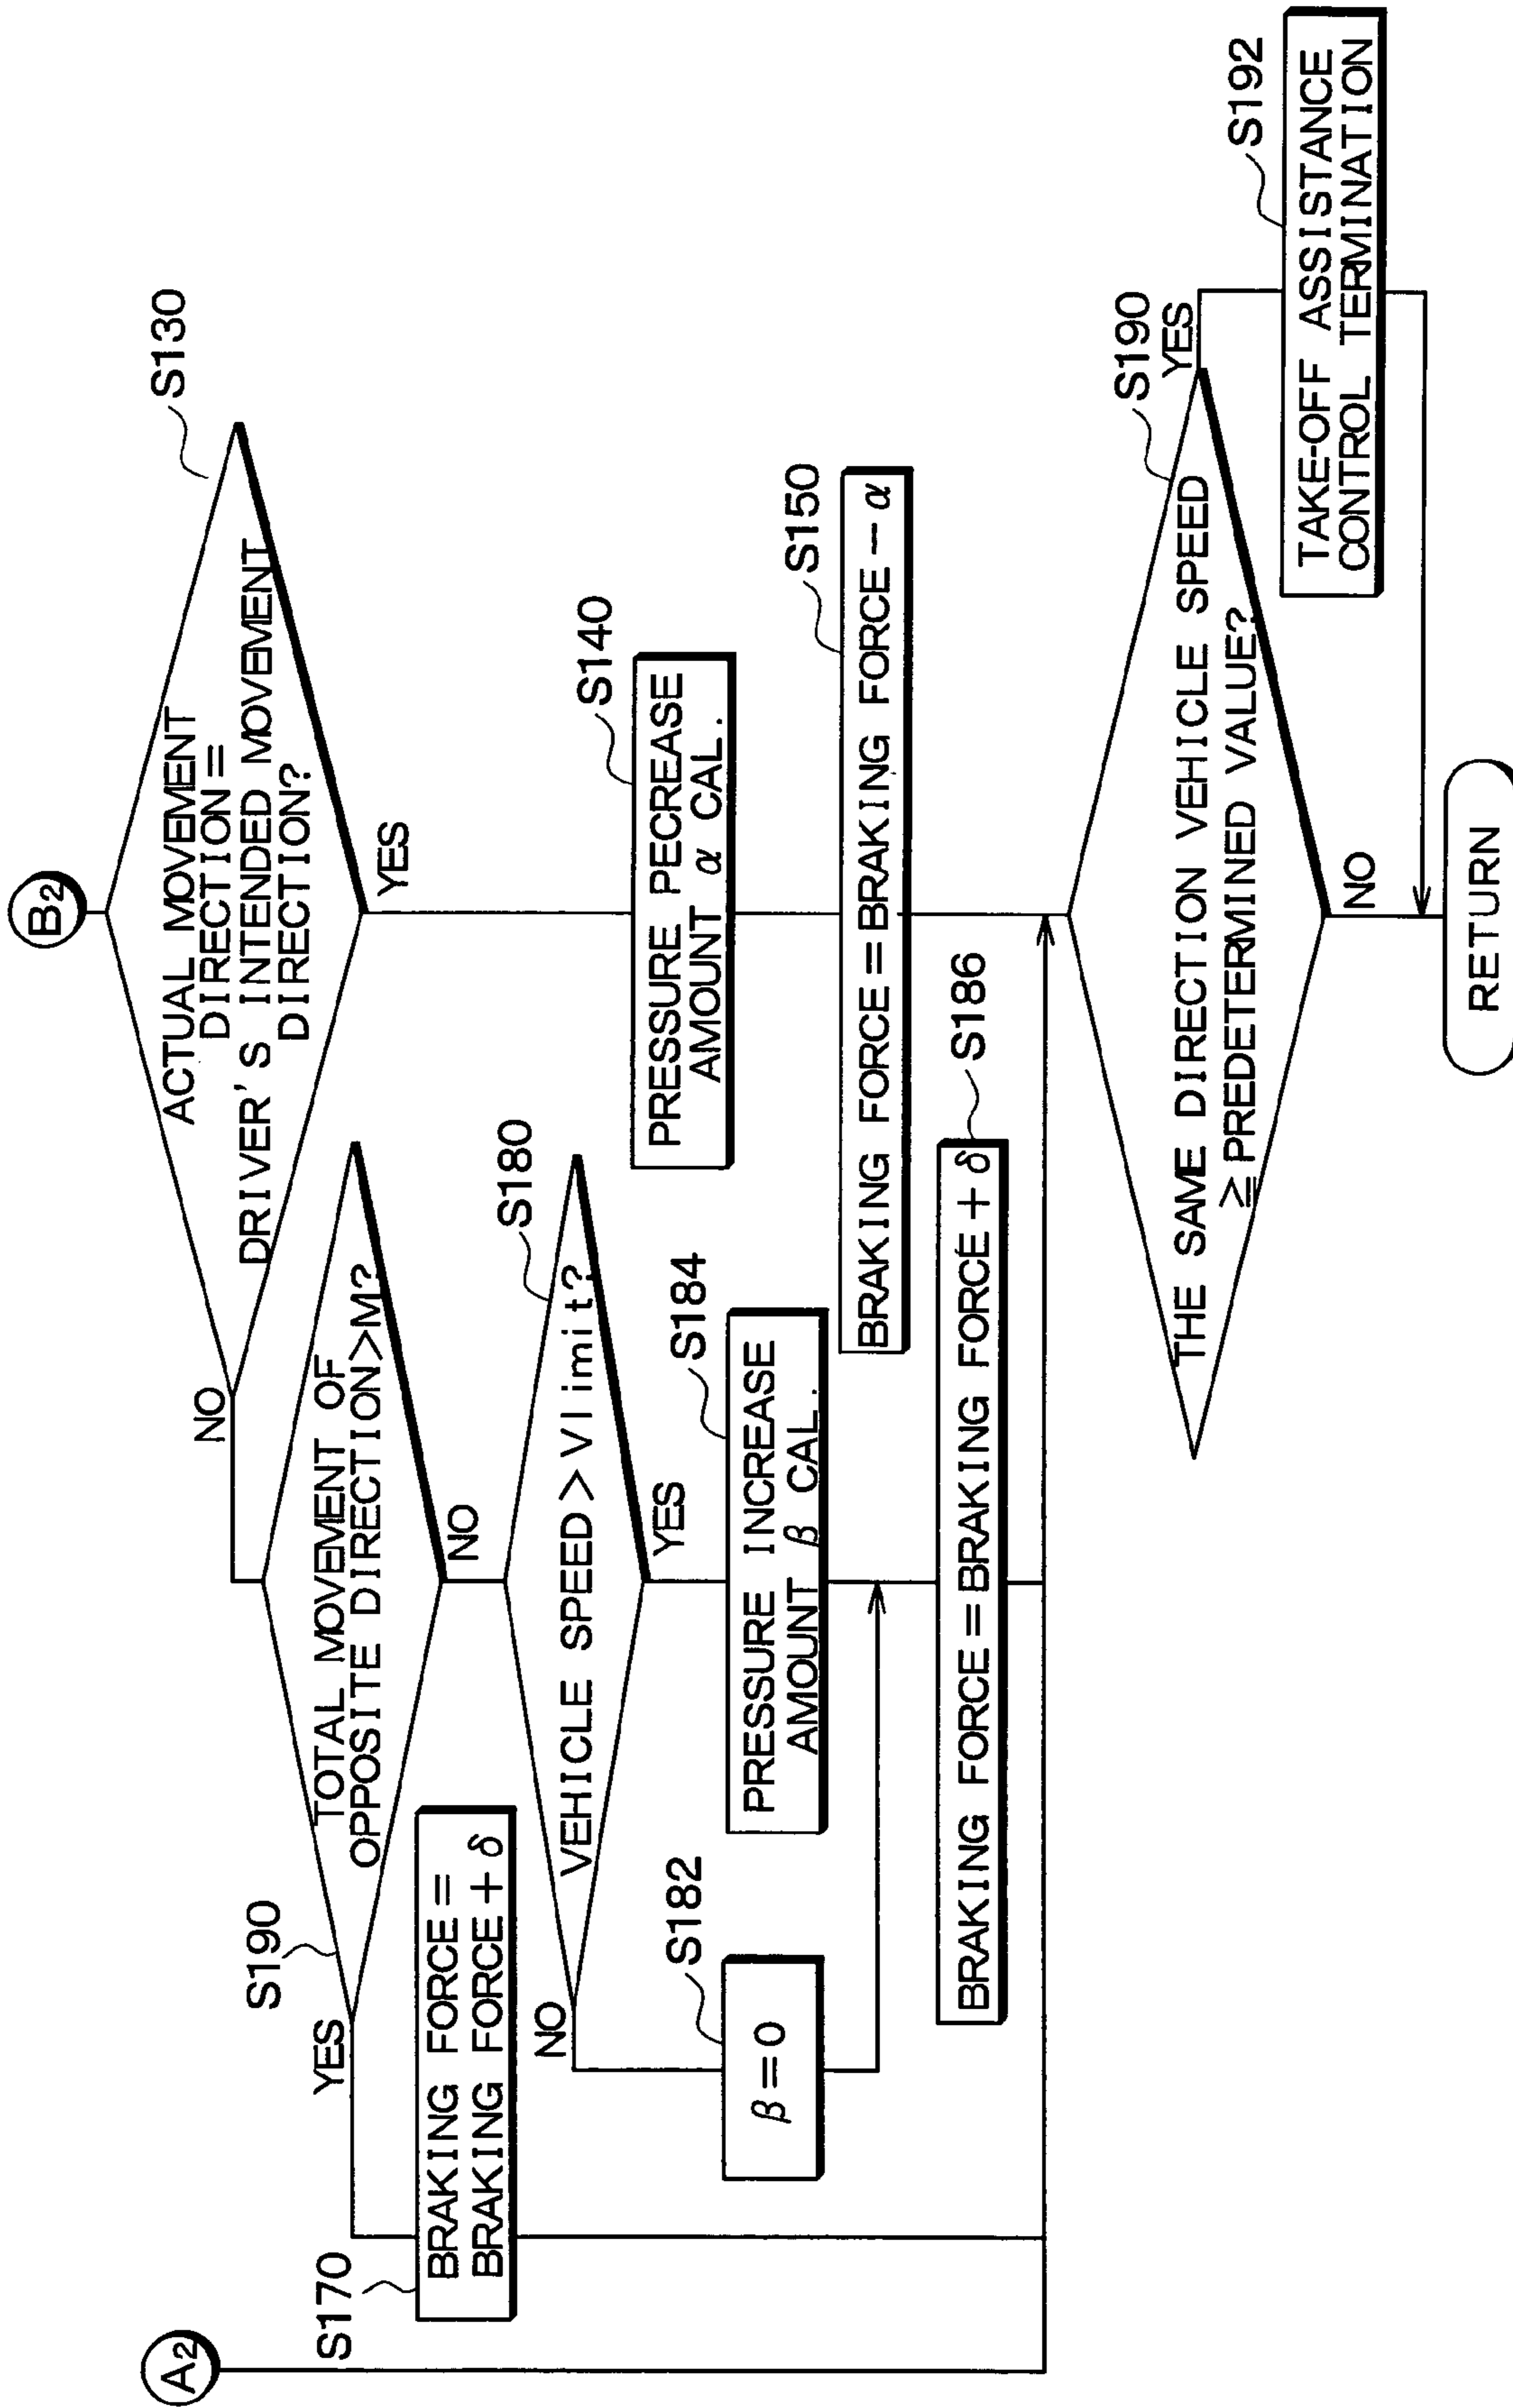 B2
ACTUAL MOVEMENT
DIRECTION=
DRIVER'S INTENDED MOVEMENT
DIRECTION?
S130
NO
YES
TOTAL MOVEMENT OF
OPPOSITE DIRECTION>M?
S190
YES
NO
S170
BRAKING FORCE=
BRAKING FORCE+δ
VEHICLE SPEED>Vlimit?
S180
NO
YES
S182
β=0
PRESSURE INCREASE
AMOUNT β CAL.
S184
PRESSURE PECREASE
AMOUNT α CAL.
S140
BRAKING FORCE=BRAKING FORCE-α
S150
BRAKING FORCE=BRAKING FORCE+δ
S186
A2
THE SAME DIRECTION VEHICLE SPEED
≧PREDETERMINED VALUE?
S190
YES
NO
S192
TAKE-OFF ASSISTANCE
CONTROL TERMINATION
RETURN